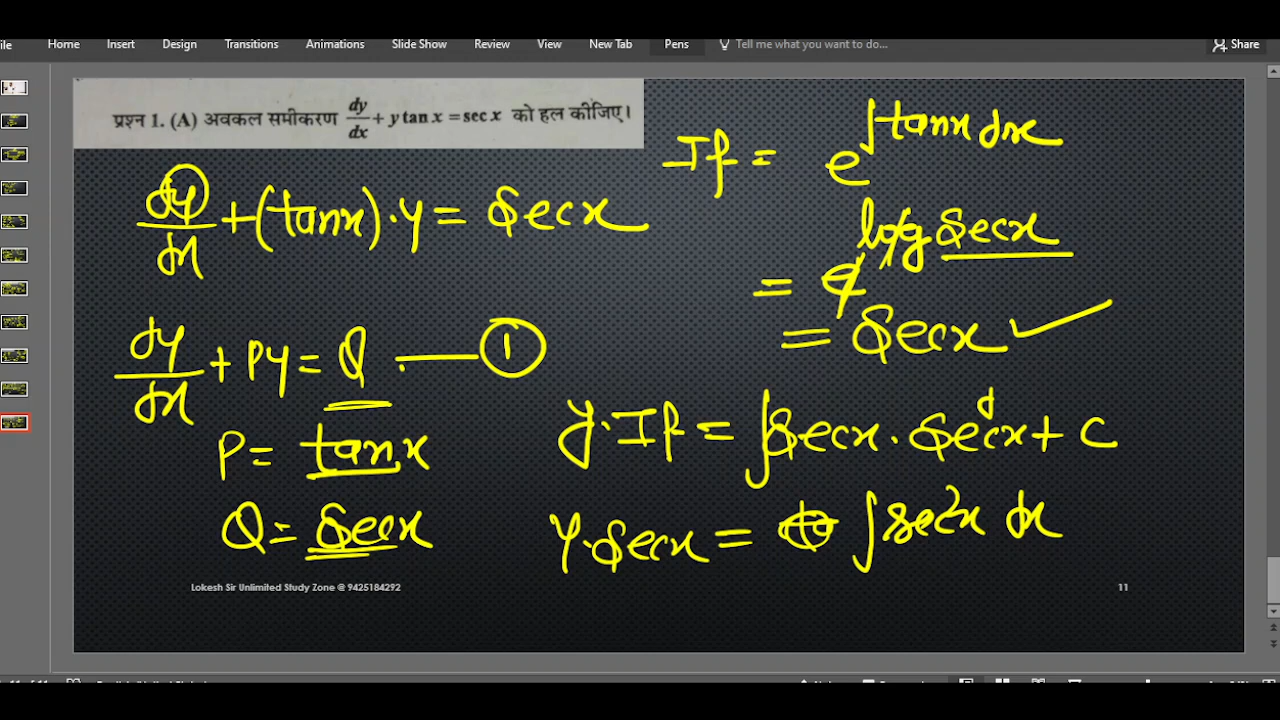 File Home Insert Design Transitions Animations Slide Show Review View New Tab Pens Tell me what you want to do... Share
प्रश्न 1. (A) अवकल समीकरण dy/dx + y tan x = sec x को हल कीजिए।
dy/dx + (tanx)·y = Secx
dy/dx + Py = Q — 1
P = tanx
Q = Secx
If = e^∫tanx dx
= e^log Secx
= Secx ✓
y·If = ∫Secx · Secx + C
y·Secx = ∫sec²x dx
Lokesh Sir Unlimited Study Zone @ 9425184292
11